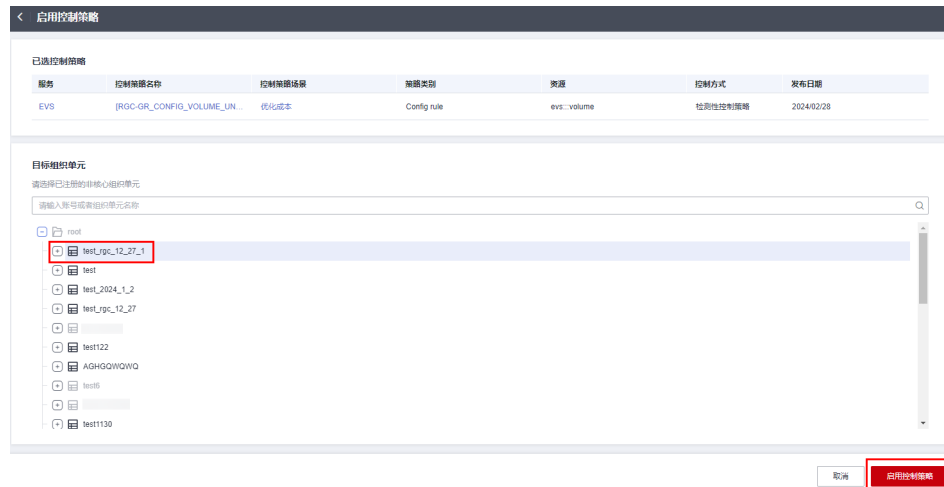 启用控制策略
已选控制策略
服务 控制策略名称 控制策略场景 策略类别 资源 控制方式 发布日期
EVS [RGC-GR_CONFIG_VOLUME_UN... 优化成本 Config rule evs:::volume 检测性控制策略 2024/02/28
目标组织单元
请选择已注册的非核心组织单元
请输入账号或者组织单元名称
root
test_rgc_12_27_1
test
test_2024_1_2
test_rgc_12_27
test122
AGHGQWQWQ
test6
test1130
取消 启用控制策略